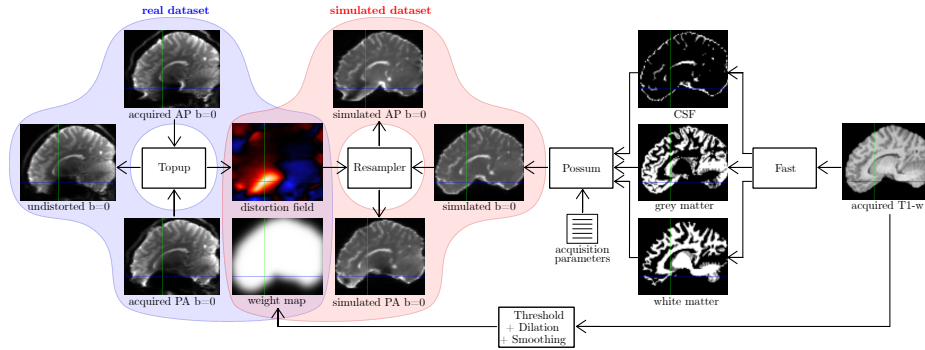 real dataset
simulated dataset
acquired AP b=0
simulated AP b=0
CSF
Topup
Resampler
Possum
Fast
undistorted b=0
distortion field
simulated b=0
grey matter
acquired T1-w
acquisition
parameters
acquired PA b=0
weight map
simulated PA b=0
white matter
Threshold
+ Dilation
+ Smoothing